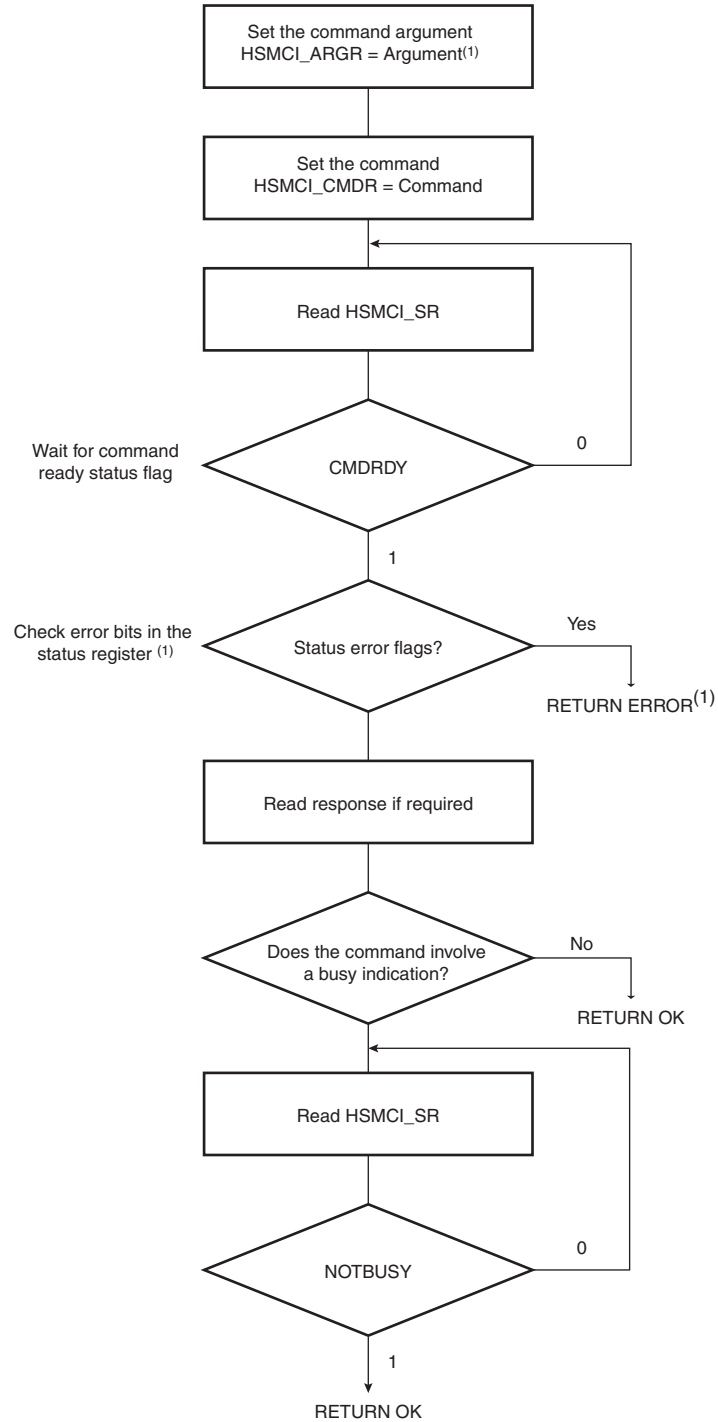 Set the command argument
HSMCI_ARGR = Argument(1)
Set the command
HSMCI_CMDR = Command
Read HSMCI_SR
Wait for command
ready status flag
CMDRDY
0
1
Check error bits in the
status register (1)
Status error flags?
Yes
RETURN ERROR(1)
Read response if required
Does the command involve
a busy indication?
No
RETURN OK
Read HSMCI_SR
NOTBUSY
0
1
RETURN OK